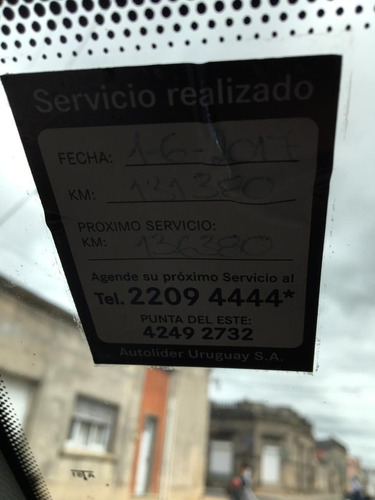 Servicio realizado
FECHA: 1-6-2017
KM: 131380
PROXIMO SERVICIO:
KM: 136380
Agende su próximo Servicio al
Tel. 2209 4444*
PUNTA DEL ESTE:
4249 2732
Autolider Uruguay S.A.